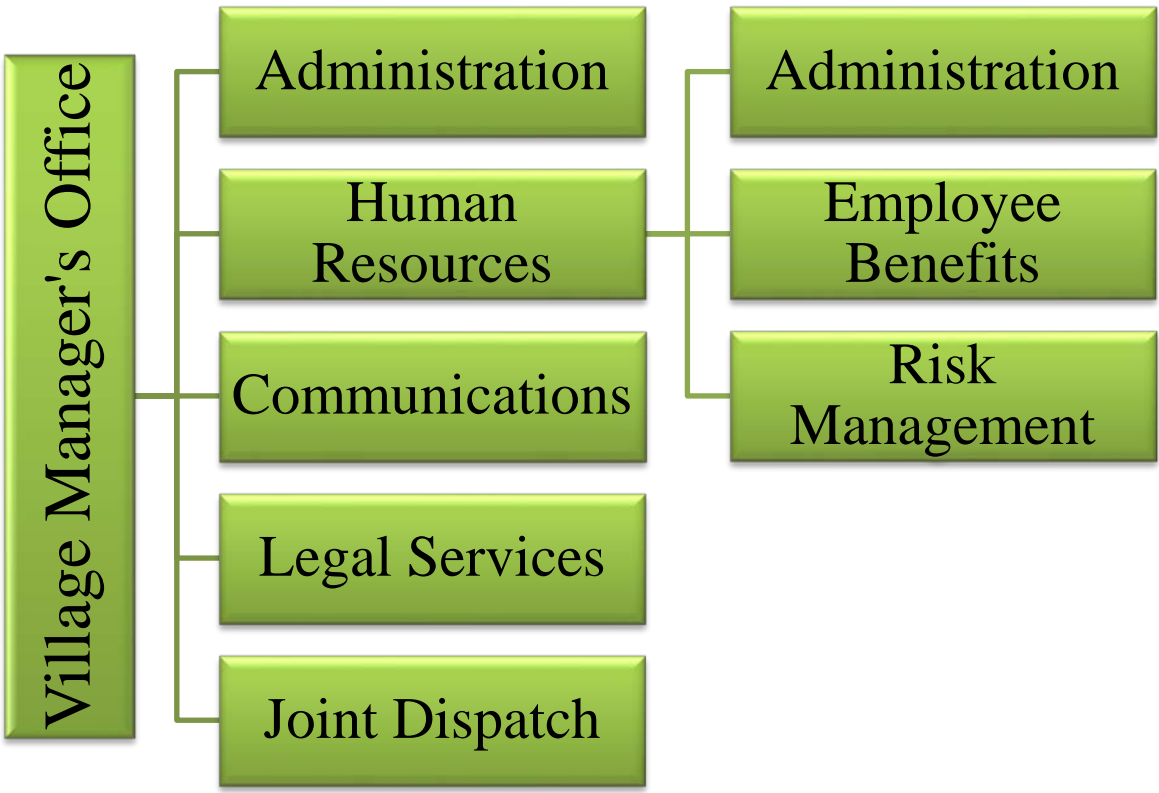 Village Manager's Office
Administration
Human
Resources
Communications
Legal Services
Joint Dispatch
Administration
Employee
Benefits
Risk
Management